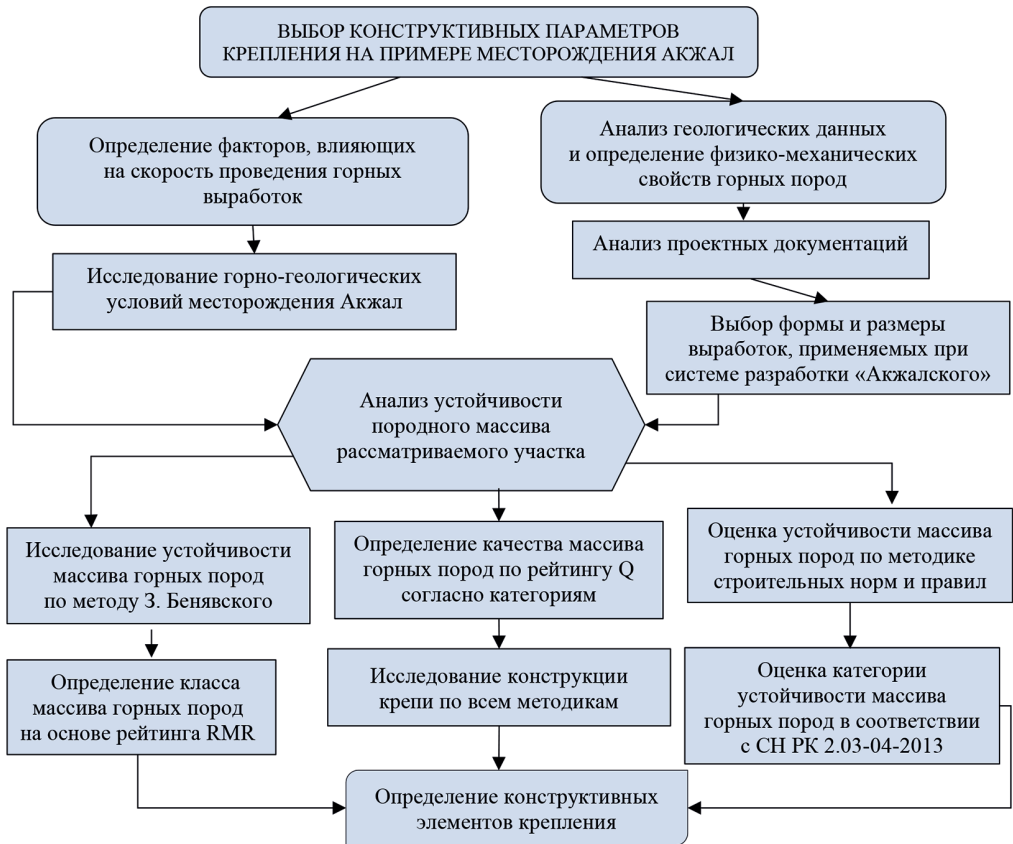 ВЫБОР КОНСТРУКТИВНЫХ ПАРАМЕТРОВ
КРЕПЛЕНИЯ НА ПРИМЕРЕ МЕСТОРОЖДЕНИЯ АКЖАЛ
Определение факторов, влияющих
на скорость проведения горных
выработок
Анализ геологических данных
и определение физико-механических
свойств горных пород
Исследование горно-геологических
условий месторождения Акжал
Анализ проектных документаций
Выбор формы и размеры
выработок, применяемых при
системе разработки «Акжалского»
Анализ устойчивости
породного массива
рассматриваемого участка
Исследование устойчивости
массива горных пород
по методу З. Бенявского
Определение качества массива
горных пород по рейтингу Q
согласно категориям
Оценка устойчивости массива
горных пород по методике
строительных норм и правил
Определение класса
массива горных пород
на основе рейтинга RMR
Исследование конструкции
крепи по всем методикам
Оценка категории
устойчивости массива
горных пород в соответствии
с СН РК 2.03-04-2013
Определение конструктивных
элементов крепления